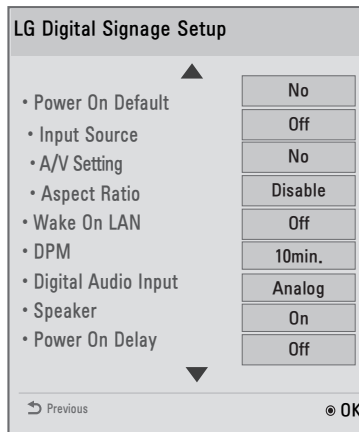 LG Digital Signage Setup
• Power On Default No
• Input Source Off
• A/V Setting No
• Aspect Ratio Disable
• Wake On LAN Off
• DPM 10min.
• Digital Audio Input Analog
• Speaker On
• Power On Delay Off
Previous OK